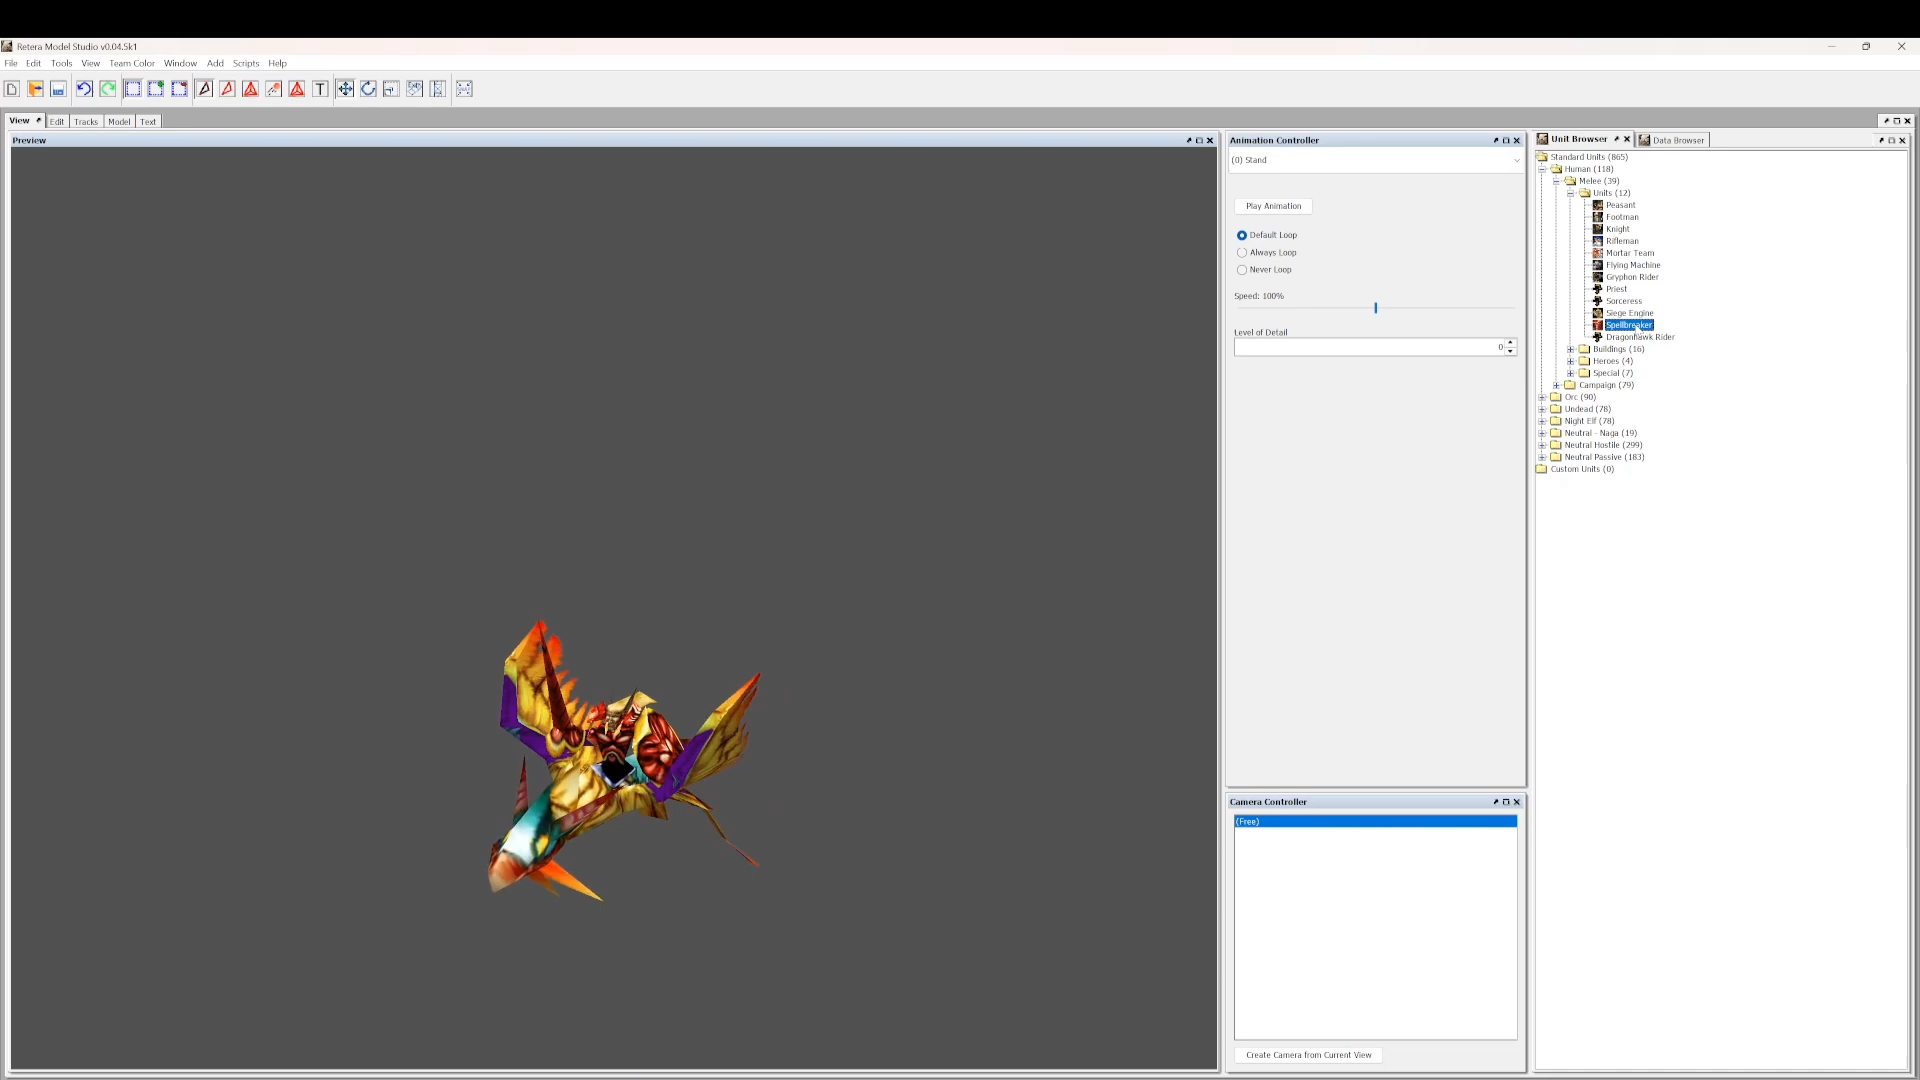 Retera Model Studio v0.04.5k1
File Edit Tools View Team Color Window Add Scripts Help
T
View Edit Tracks Model Text
Preview
Animation Controller
(0) Stand
Play Animation
Default Loop
Always Loop
Never Loop
Speed: 100%
Level of Detail
0
Camera Controller
(Free)
Create Camera from Current View
Unit Browser Data Browser
Standard Units (865)
Human (118)
Melee (39)
Units (12)
Peasant
Footman
Knight
Rifleman
Mortar Team
Flying Machine
Gryphon Rider
Priest
Sorceress
Siege Engine
Spellbreaker
Dragonhawk Rider
Buildings (16)
Heroes (4)
Special (7)
Campaign (79)
Orc (90)
Undead (78)
Night Elf (78)
Neutral - Naga (19)
Neutral Hostile (299)
Neutral Passive (183)
Custom Units (0)